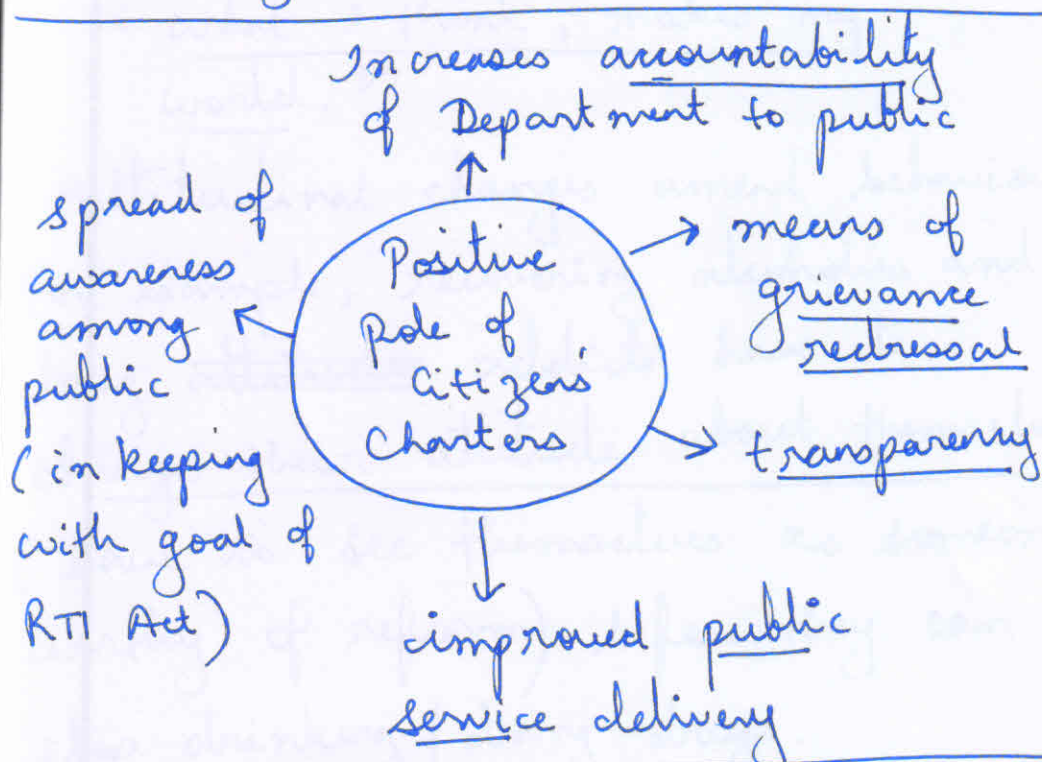 Increases accountability
of Department to public
spread of
awareness
among
public
(in keeping
with goal of
RTI Act)
Positive
Role of
Citizens'
Charters
means of
grievance
redressal
transparency
improved public
service delivery